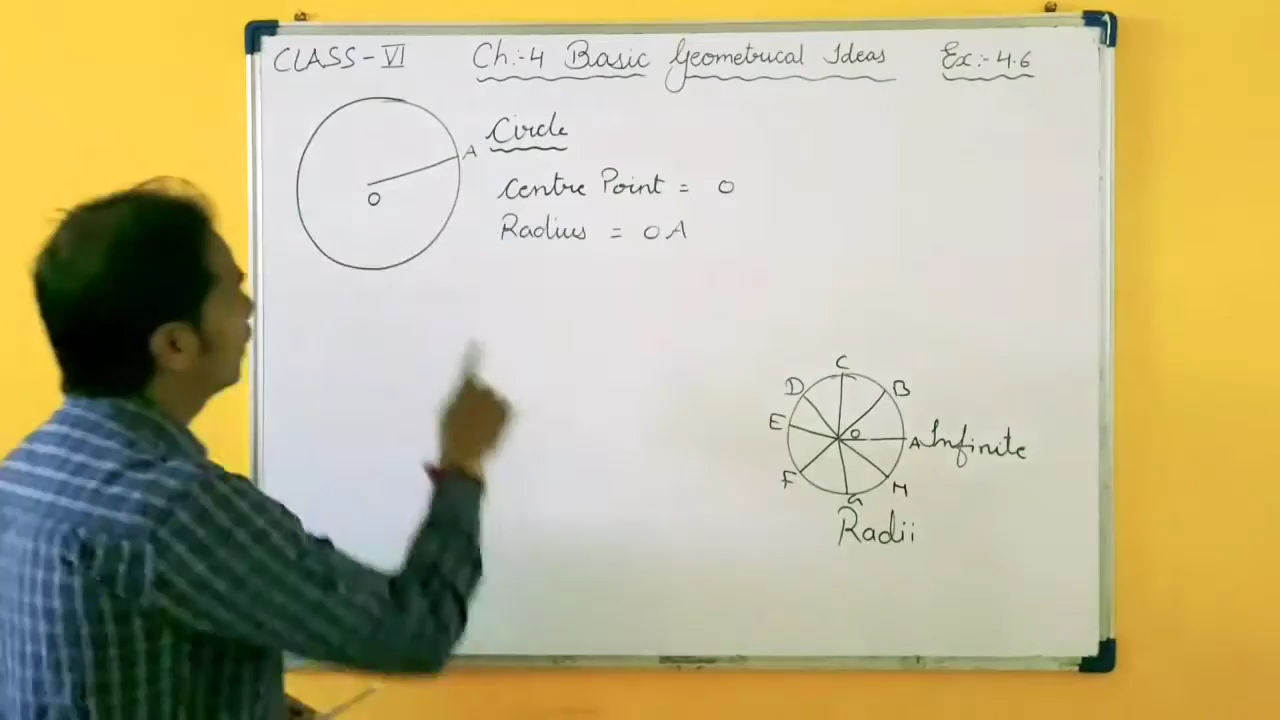 CLASS-VI Ch:-4 Basic Geometrical Ideas Ex:-4.6
Circle
A
O
Centre Point = O
Radius = OA
C
D
B
E
O
A Infinite
F
H
G
Radii